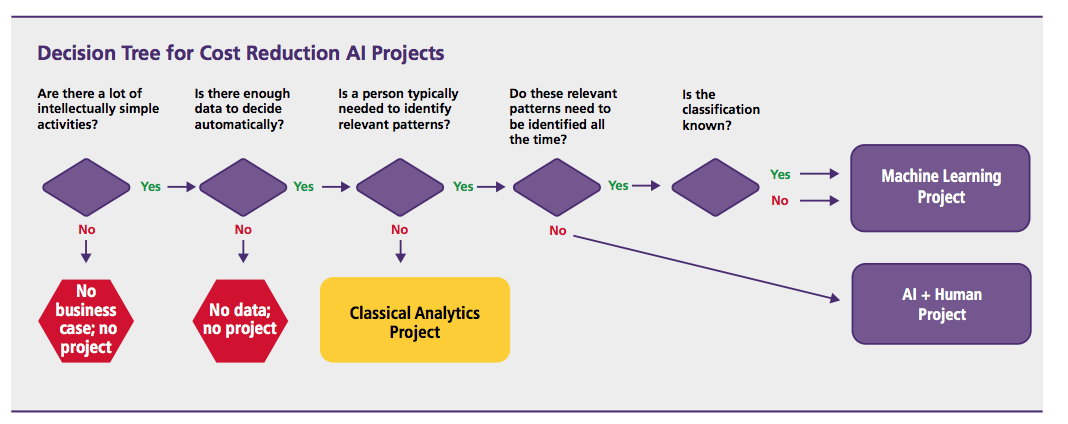 Decision Tree for Cost Reduction AI Projects
Are there a lot of
intellectually simple
activities?
Is there enough
data to decide
automatically?
Is a person typically
needed to identify
relevant patterns?
Do these relevant
patterns need to
be identified all
the time?
Is the
classification
known?
Yes
Yes
Yes
Yes
Yes
No
No
No
No
No
No
business
case; no
project
No data;
no project
Classical Analytics
Project
Machine Learning
Project
AI + Human
Project